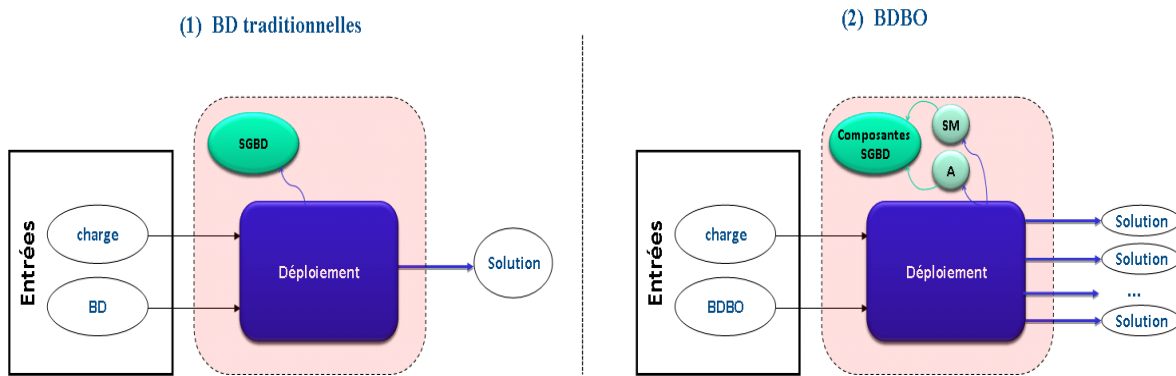 (1) BD traditionnelles
SGBD
Entrées
charge
BD
Déploiement
Solution
(2) BDBO
Composantes
SGBD
SM
A
Entrées
charge
BDBO
Déploiement
Solution
Solution
...
Solution